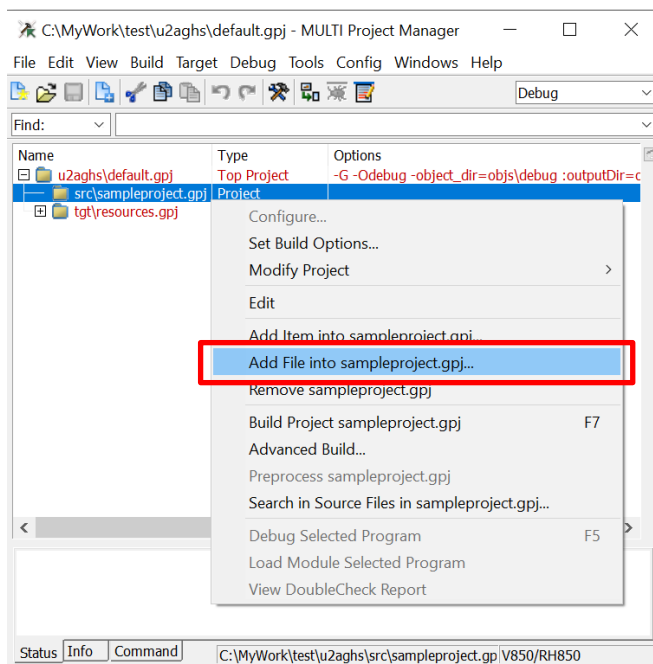 C:\MyWork\test\u2aghs\default.gpj - MULTI Project Manager
File Edit View Build Target Debug Tools Config Windows Help
Debug
Find:
Name Type Options
u2aghs\default.gpj Top Project -G -Odebug -object_dir=objs\debug :outputDir=c
src\sampleproject.gpj Project
tgt\resources.gpj
Configure...
Set Build Options...
Modify Project
Edit
Add Item into sampleproject.gpj...
Add File into sampleproject.gpj...
Remove sampleproject.gpj
Build Project sampleproject.gpj F7
Advanced Build...
Preprocess sampleproject.gpj
Search in Source Files in sampleproject.gpj...
Debug Selected Program F5
Load Module Selected Program
View DoubleCheck Report
Status Info Command C:\MyWork\test\u2aghs\src\sampleproject.gp V850/RH850